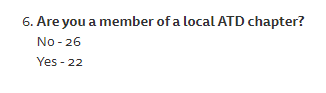 6. Are you a member of a local ATD chapter?
No - 26
Yes - 22